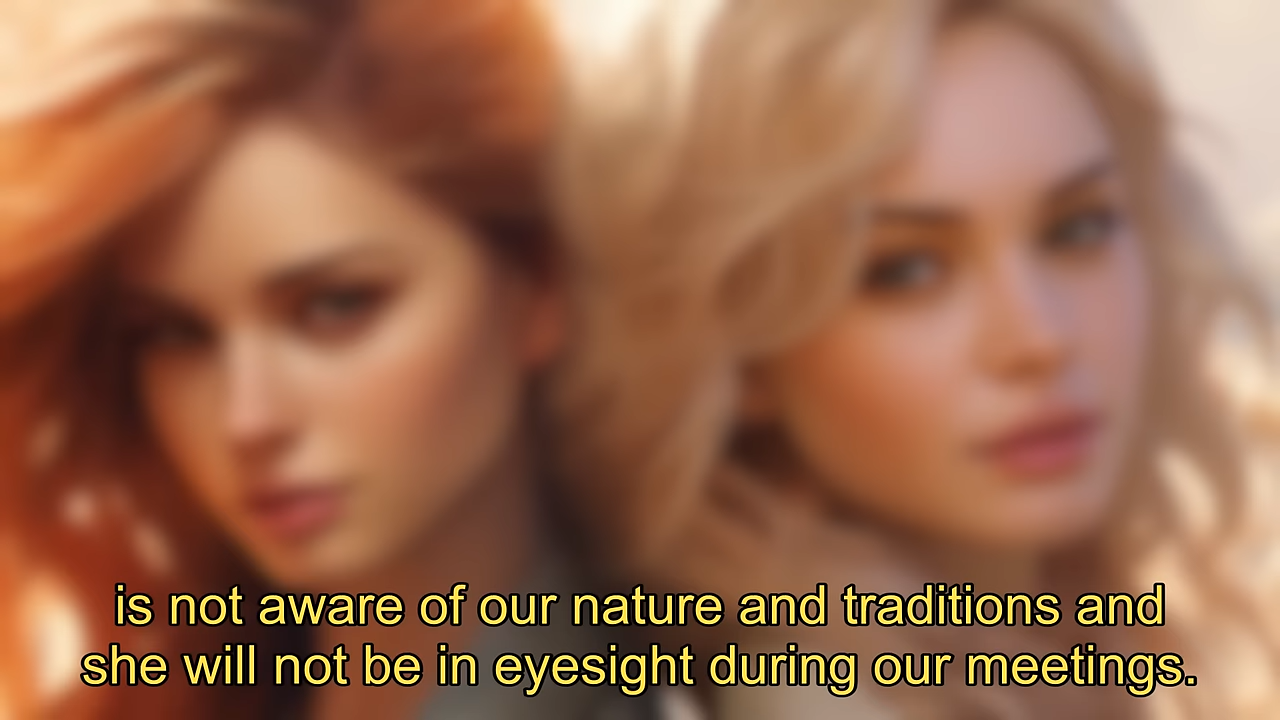 is not aware of our nature and traditions and
she will not be in eyesight during our meetings.